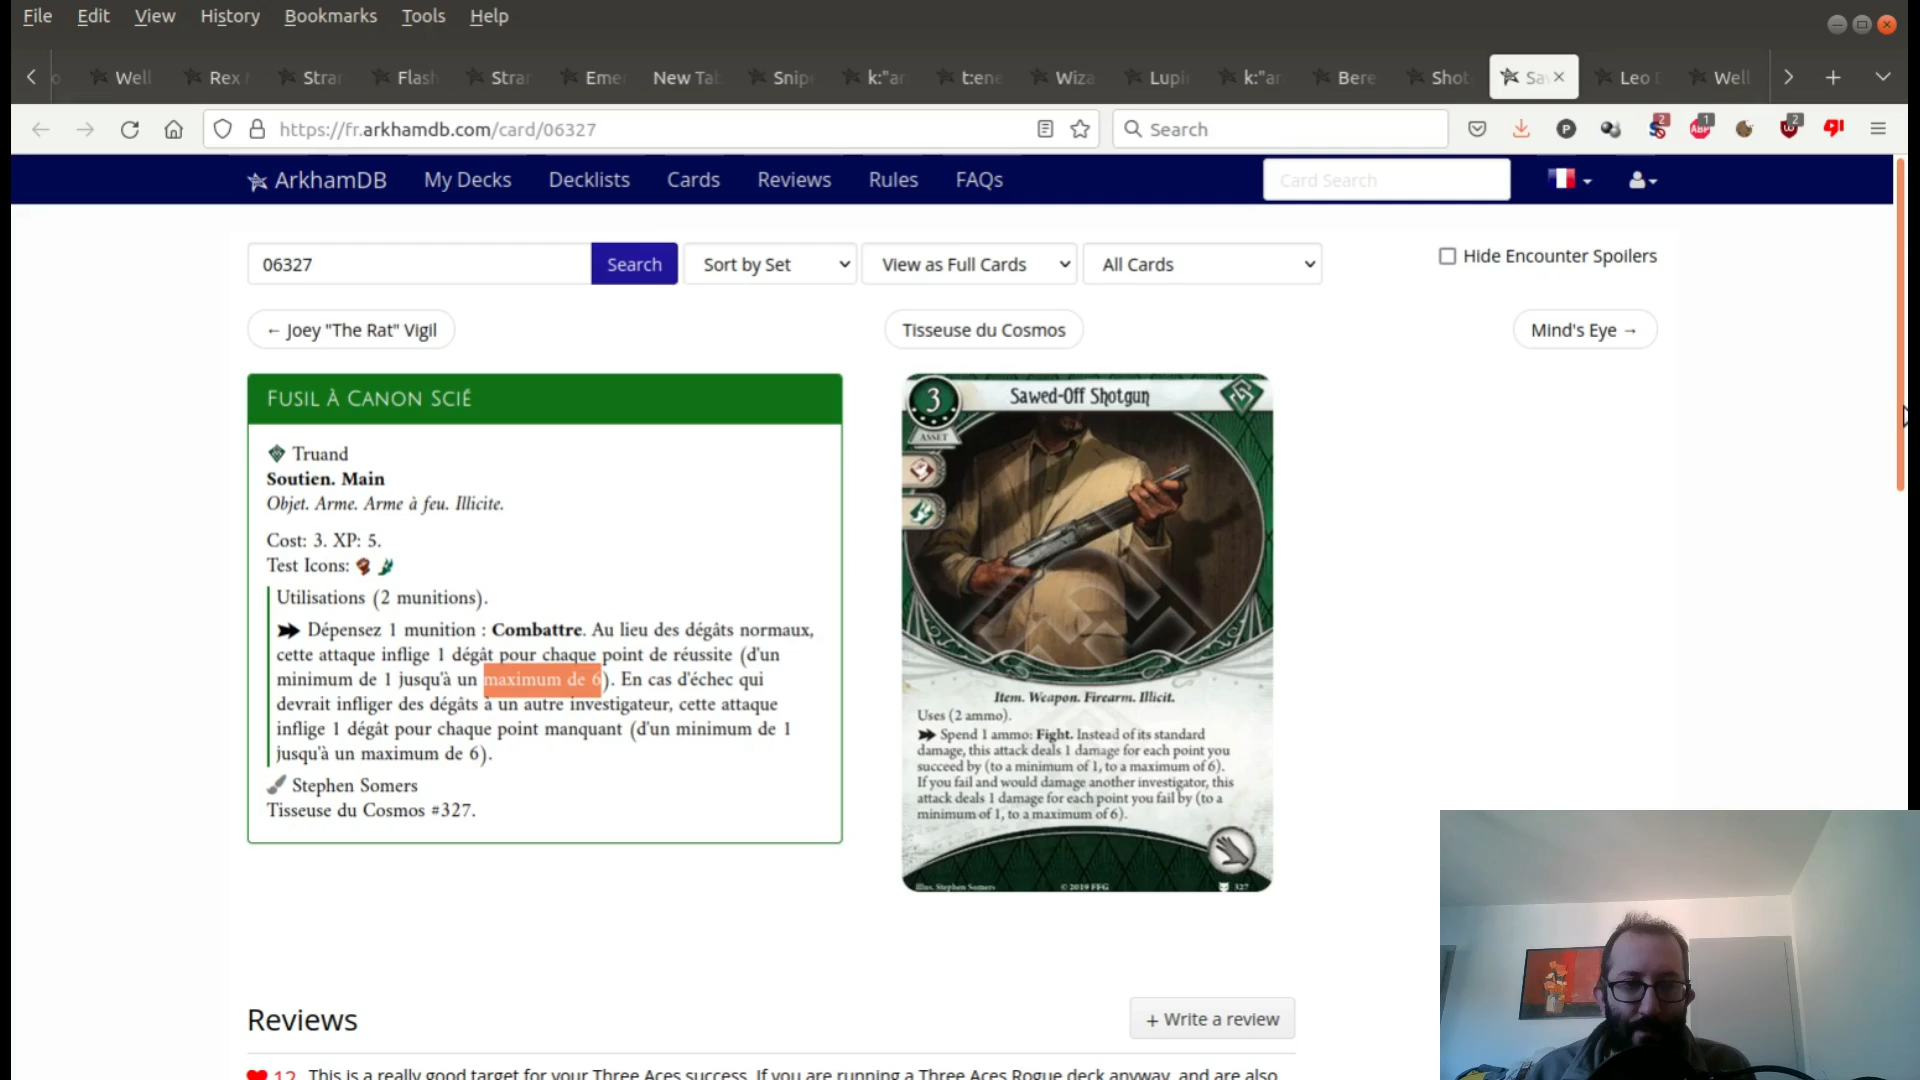 File Edit View History Bookmarks Tools Help
Well Rex Stran Flash Stran Eme New Tab Snip k:"ar t:ene Wiza Lupi k:"ar Bere Shot Sa Leo Well
https://fr.arkhamdb.com/card/06327 Search
ArkhamDB My Decks Decklists Cards Reviews Rules FAQs Card Search
06327 Search Sort by Set View as Full Cards All Cards Hide Encounter Spoilers
← Joey "The Rat" Vigil Tisseuse du Cosmos Mind's Eye →
Fusil à Canon Scié
Truand
Soutien. Main
Objet. Arme. Arme à feu. Illicite.
Cost: 3. XP: 5.
Test Icons:
Utilisations (2 munitions).
Dépensez 1 munition : Combattre. Au lieu des dégâts normaux,
cette attaque inflige 1 dégât pour chaque point de réussite (d'un
minimum de 1 jusqu'à un maximum de 6). En cas d'échec qui
devrait infliger des dégâts à un autre investigateur, cette attaque
inflige 1 dégât pour chaque point manquant (d'un minimum de 1
jusqu'à un maximum de 6).
Stephen Somers
Tisseuse du Cosmos #327.
3
Sawed-Off Shotgun
ASSET
Item. Weapon. Firearm. Illicit.
Uses (2 ammo).
Spend 1 ammo: Fight. Instead of its standard
damage, this attack deals 1 damage for each point you
succeed by (to a minimum of 1, to a maximum of 6).
If you fail and would damage another investigator, this
attack deals 1 damage for each point you fail by (to a
minimum of 1, to a maximum of 6).
Illus. Stephen Somers © 2019 FFG 327
Reviews + Write a review
12 This is a really good target for your Three Aces success. If you are running a Three Aces Rogue deck anyway, and are also